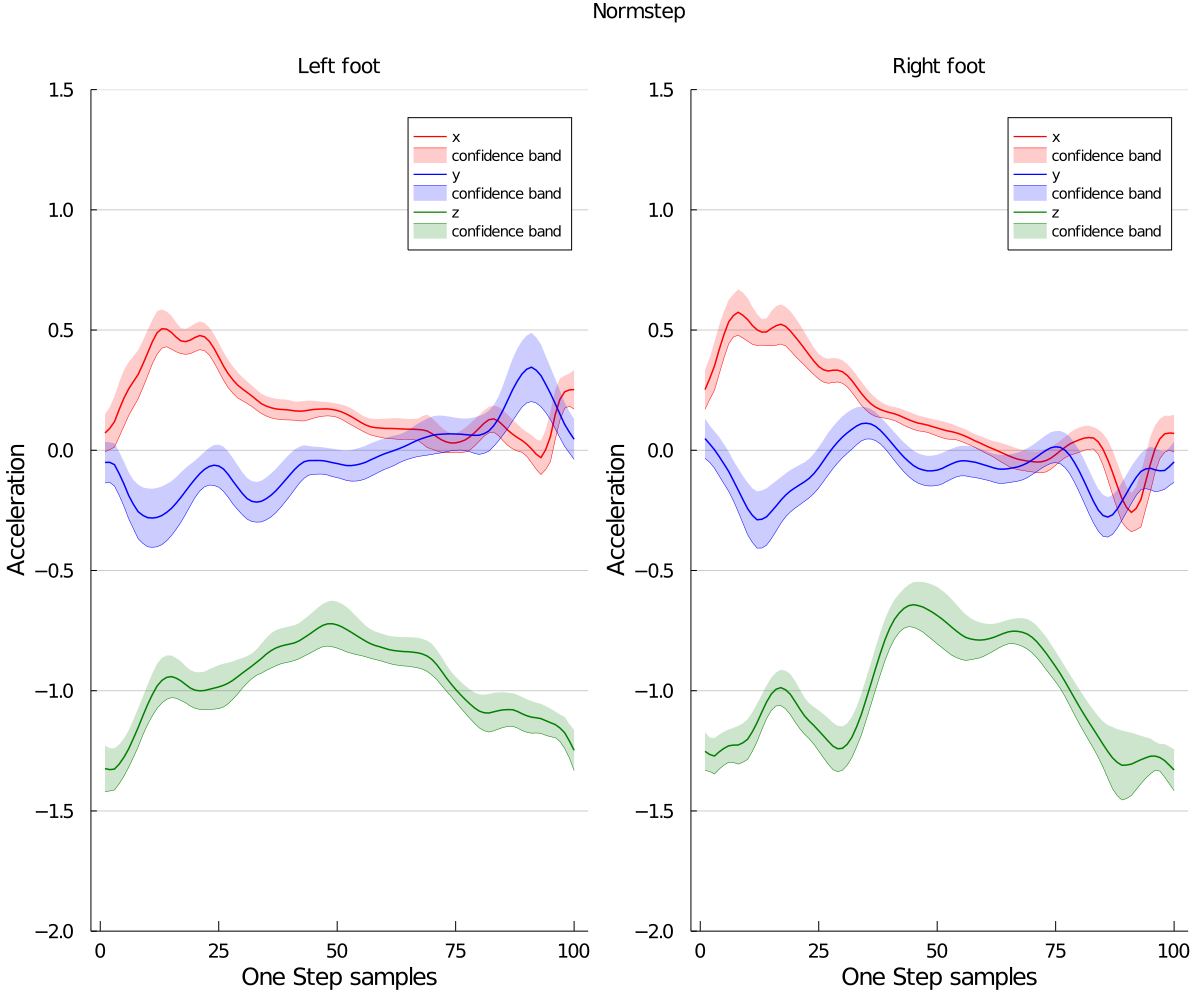 Normstep
Left foot
1.5
1.0
0.5
0.0
−0.5
−1.0
−1.5
−2.0
Acceleration
x
confidence band
y
confidence band
z
confidence band
0 25 50 75 100
One Step samples
Right foot
1.5
1.0
0.5
0.0
−0.5
−1.0
−1.5
−2.0
Acceleration
x
confidence band
y
confidence band
z
confidence band
0 25 50 75 100
One Step samples